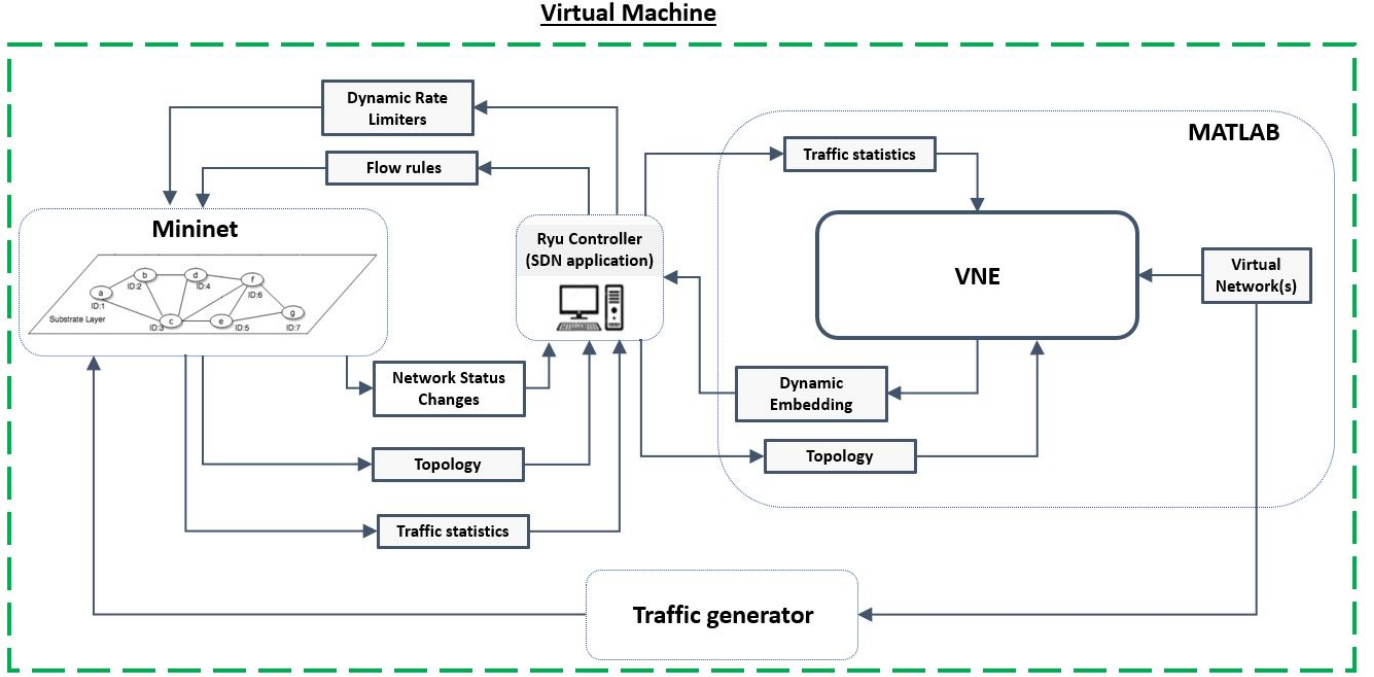 Virtual Machine
Dynamic Rate
Limiters
Flow rules
MATLAB
Traffic statistics
Mininet
a
ID:1
b
ID:2
d
ID:4
f
ID:6
c
ID:3
e
ID:5
g
ID:7
Substrate Layer
Ryu Controller
(SDN application)
VNE
Virtual
Network(s)
Network Status
Changes
Dynamic
Embedding
Topology
Topology
Traffic statistics
Traffic generator